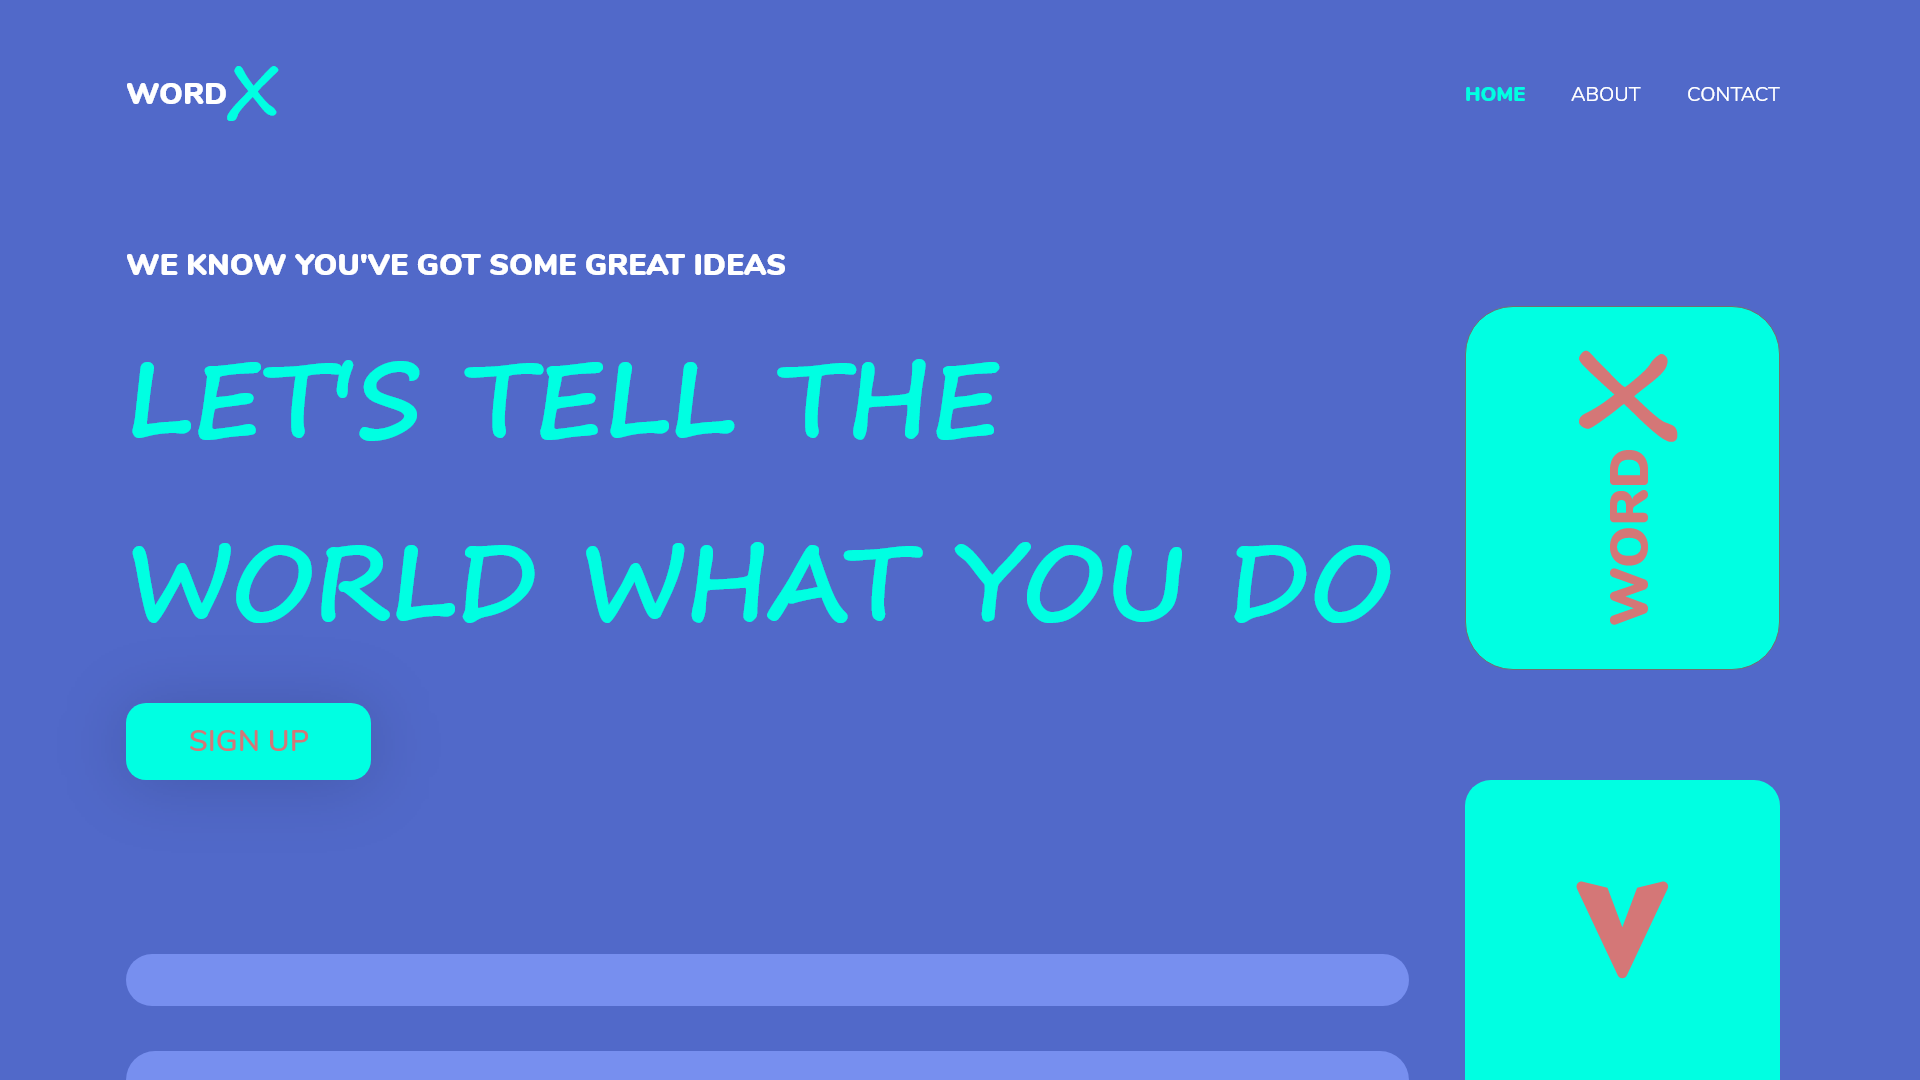 WORDX
HOME ABOUT CONTACT
WE KNOW YOU'VE GOT SOME GREAT IDEAS
LET'S TELL THE
WORLD WHAT YOU DO
SIGN UP
WORDX
V